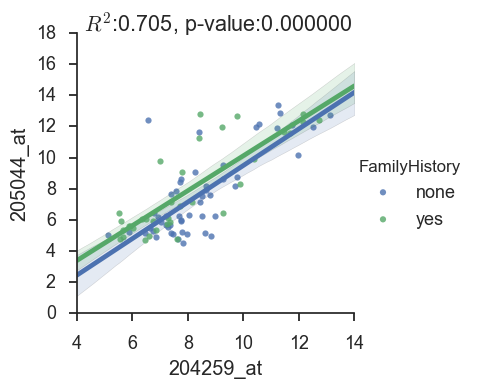 R²:0.705, p-value:0.000000
18
16
14
12
10
8
6
4
2
0
205044_at
4 6 8 10 12 14
204259_at
FamilyHistory
none
yes